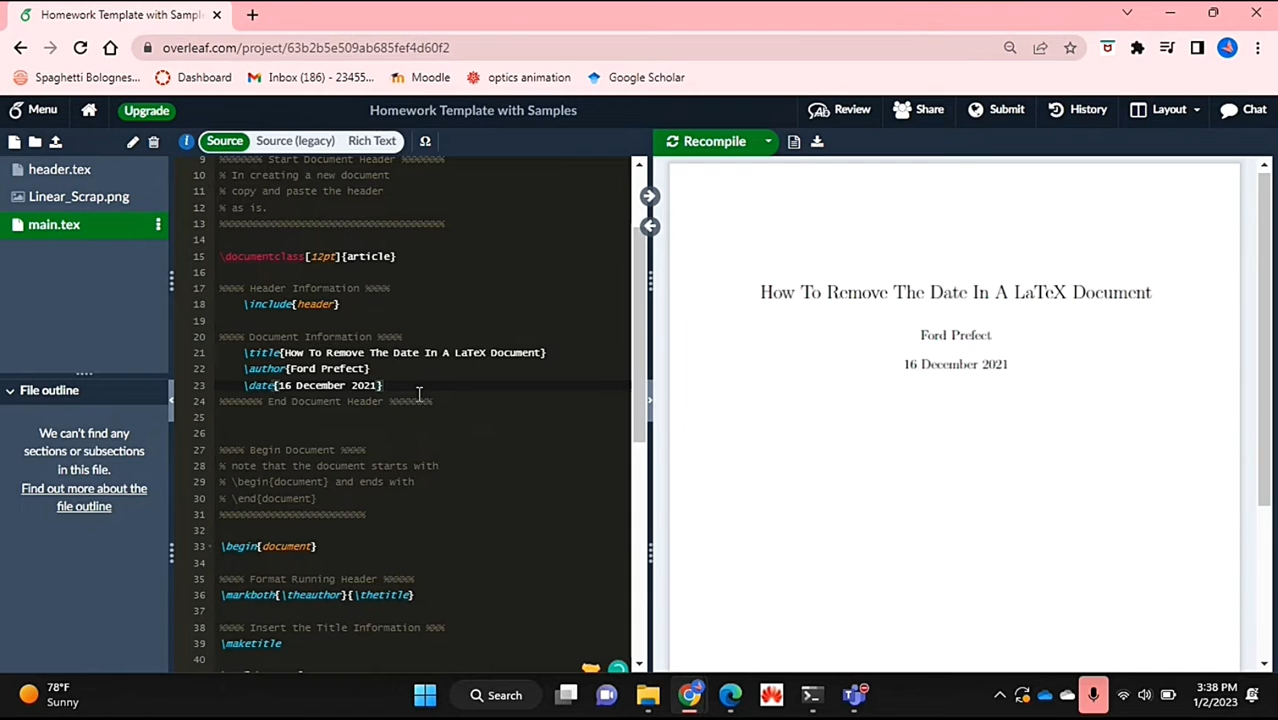 Homework Template with Sample
overleaf.com/project/63b2b5e509ab685fef4d60f2
Spaghetti Bolognes...
Dashboard
Inbox (186) - 23455...
Moodle
optics animation
Google Scholar
Menu
Upgrade
Homework Template with Samples
Review
Share
Submit
History
Layout
Chat
Source
Source (legacy)
Rich Text
Ω
Recompile
header.tex
Linear_Scrap.png
main.tex
File outline
We can't find any
sections or subsections
in this file.
Find out more about the
file outline
9 %%%%%%% Start Document Header %%%%%%%
10 % In creating a new document
11 % copy and paste the header
12 % as is.
13 %%%%%%%%%%%%%%%%%%%%%%%%%%%%%%%%%%%%%
14
15 \documentclass[12pt]{article}
16
17 %%%% Header Information %%%%
18 \include{header}
19
20 %%%% Document Information %%%%
21 \title{How To Remove The Date In A LaTeX Document}
22 \author{Ford Prefect}
23 \date{16 December 2021}
24 %%%%%%% End Document Header %%%%%%%
25
26
27 %%%% Begin Document %%%%
28 % note that the document starts with
29 % \begin{document} and ends with
30 % \end{document}
31 %%%%%%%%%%%%%%%%%%%%%%%%
32
33 \begin{document}
34
35 %%%% Format Running Header %%%%%
36 \markboth{\theauthor}{\thetitle}
37
38 %%%% Insert the Title Information %%%
39 \maketitle
40
How To Remove The Date In A LaTeX Document
Ford Prefect
16 December 2021
78°F
Sunny
Search
3:38 PM
1/2/2023